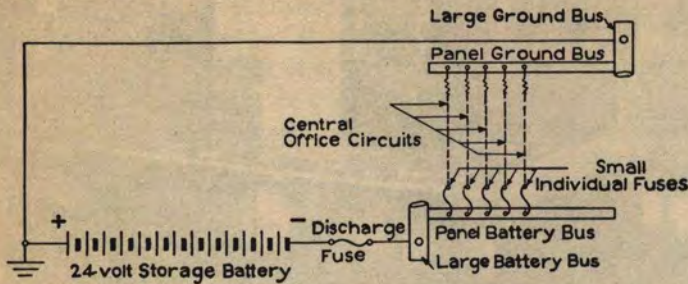 Large Ground Bus
Panel Ground Bus
Central
Office Circuits
Small
Individual Fuses
+
–
Discharge
Fuse
Panel Battery Bus
24-volt Storage Battery
Large Battery Bus